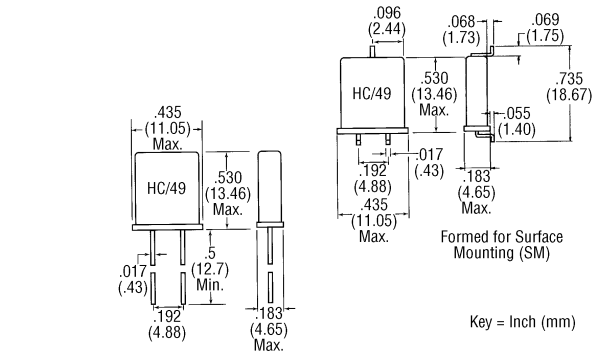 .096
(2.44)
.068
(1.73)
.069
(1.75)
HC/49
.530
(13.46)
Max.
.735
(18.67)
.055
(1.40)
.017
(.43)
.192
(4.88)
.435
(11.05)
Max.
.183
(4.65)
Max.
Formed for Surface
Mounting (SM)
.435
(11.05)
Max.
HC/49
.530
(13.46)
Max.
.017
(.43)
.5
(12.7)
Min.
.192
(4.88)
.183
(4.65)
Max.
Key = Inch (mm)